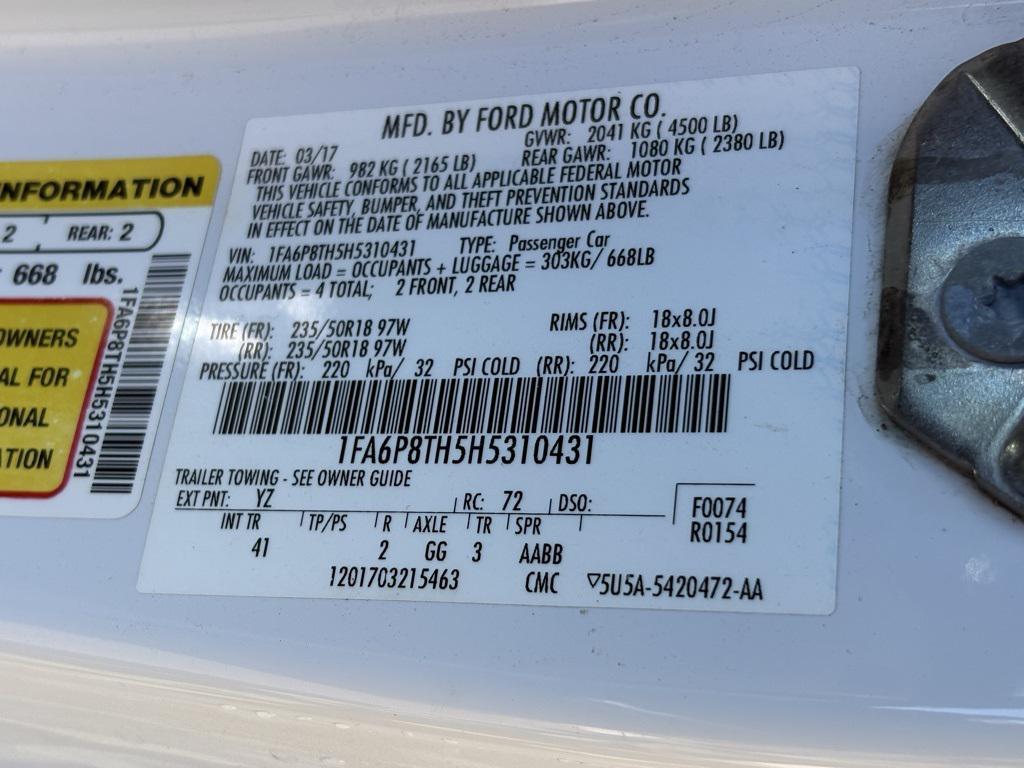 INFORMATION
2 REAR: 2
668 lbs.
OWNERS
AL FOR
ONAL
ATION
1FA6P8TH5H5310431
MFD. BY FORD MOTOR CO.
DATE: 03/17 GVWR: 2041 KG ( 4500 LB)
FRONT GAWR: 982 KG ( 2165 LB) REAR GAWR: 1080 KG ( 2380 LB)
THIS VEHICLE CONFORMS TO ALL APPLICABLE FEDERAL MOTOR
VEHICLE SAFETY, BUMPER, AND THEFT PREVENTION STANDARDS
IN EFFECT ON THE DATE OF MANUFACTURE SHOWN ABOVE.
VIN: 1FA6P8TH5H5310431 TYPE: Passenger Car
MAXIMUM LOAD = OCCUPANTS + LUGGAGE = 303KG/ 668LB
OCCUPANTS = 4 TOTAL; 2 FRONT, 2 REAR
TIRE (FR): 235/50R18 97W RIMS (FR): 18x8.0J
(RR): 235/50R18 97W (RR): 18x8.0J
PRESSURE (FR): 220 kPa/ 32 PSI COLD (RR): 220 kPa/ 32 PSI COLD
1FA6P8TH5H5310431
TRAILER TOWING - SEE OWNER GUIDE
EXT PNT: YZ RC: 72 DSO: F0074
INT TR TP/PS R AXLE TR SPR R0154
41 2 GG 3 AABB
1201703215463 CMC ▽5U5A-5420472-AA